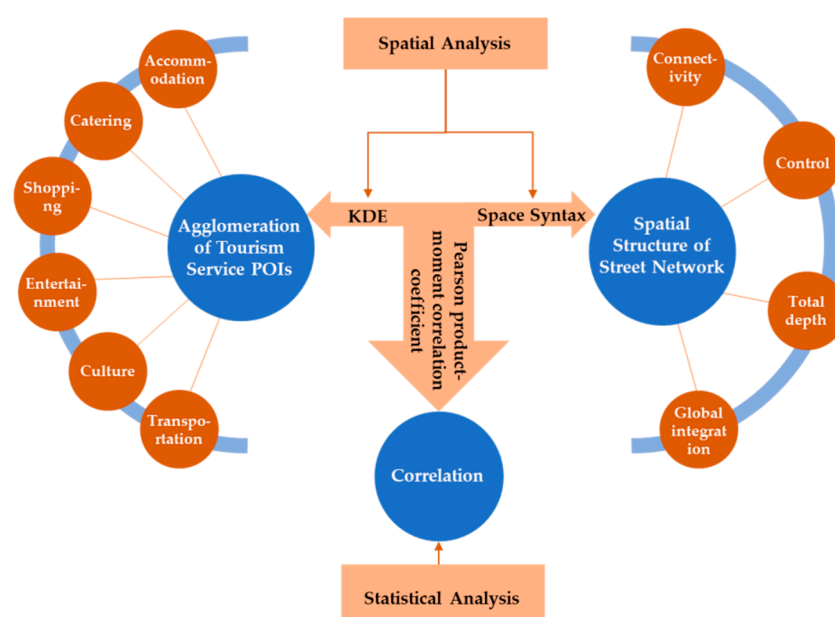 Spatial Analysis
Accomm-
odation
Catering
Shoppi-
ng
Entertai-
nment
Culture
Transpo-
rtation
Agglomeration
of Tourism
Service POIs
KDE
Space Syntax
Pearson product-
moment correlation
coefficient
Spatial
Structure of
Street Network
Connect-
ivity
Control
Total
depth
Global
integrat
ion
Correlation
Statistical Analysis